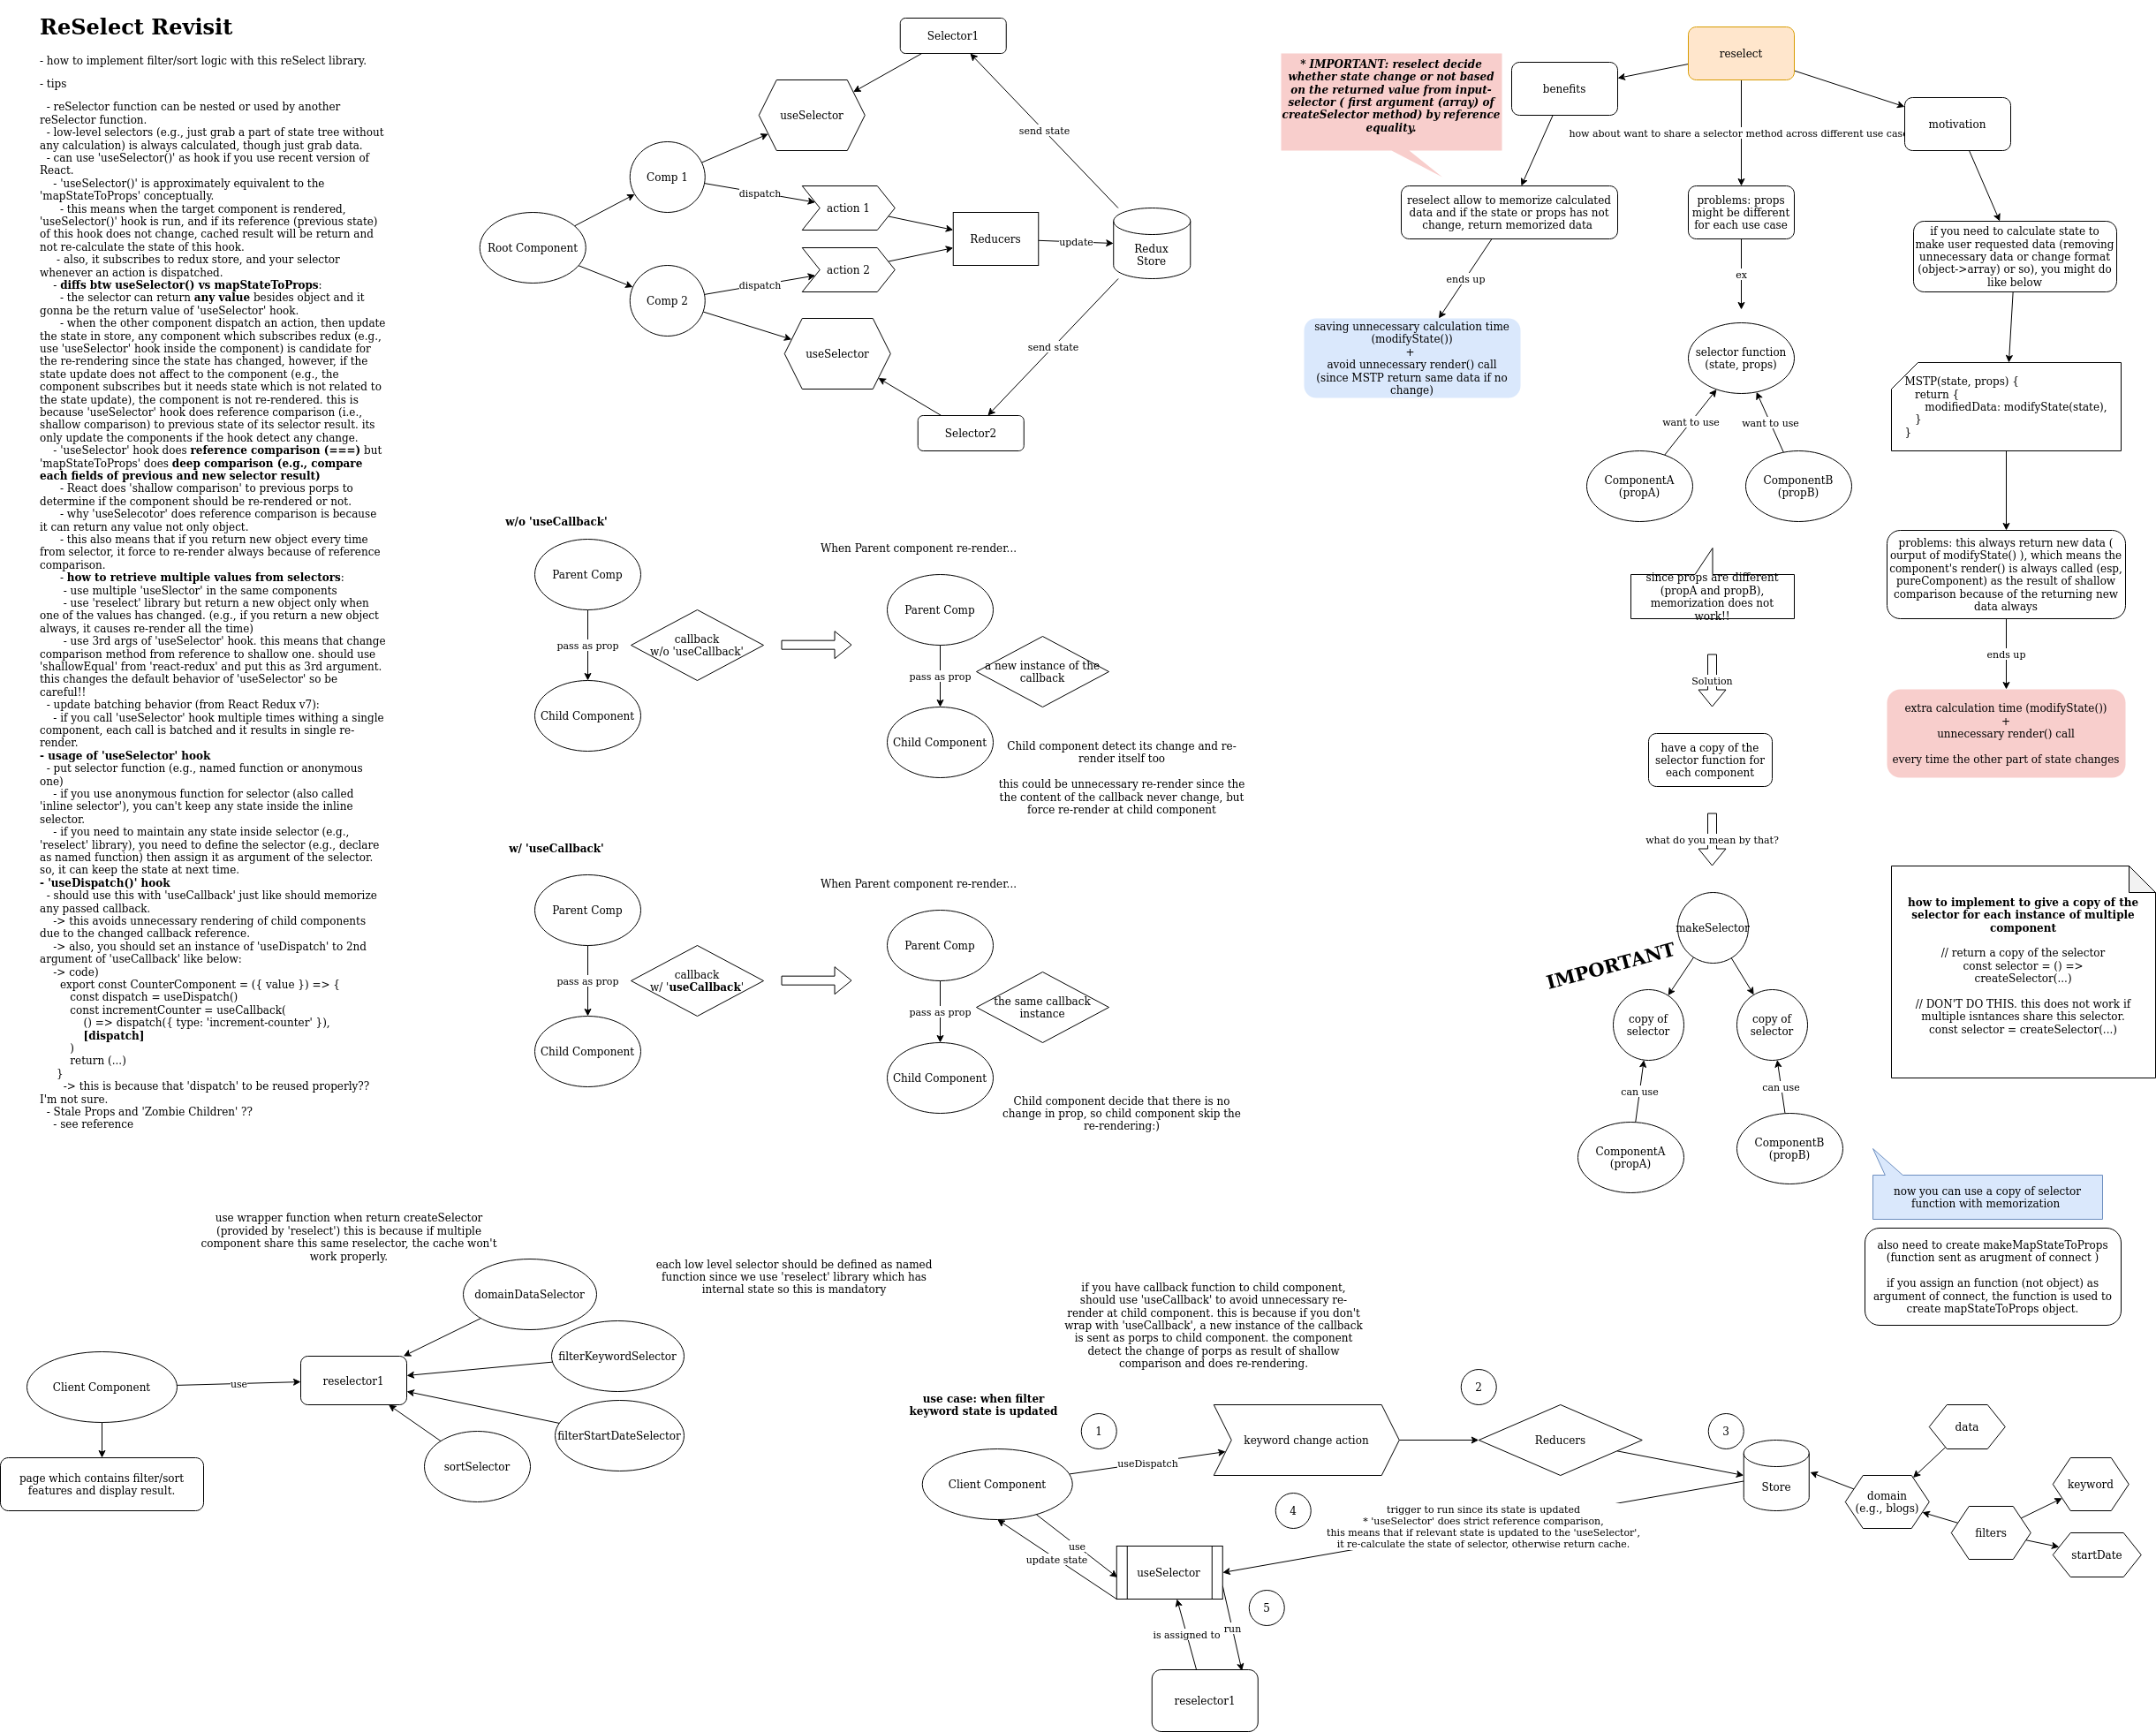 ReSelect Revisit
- how to implement filter/sort logic with this reSelect library.
- tips
- reSelector function can be nested or used by another
reSelector function.
- low-level selectors (e.g., just grab a part of state tree without
any calculation) is always calculated, though just grab data.
- can use 'useSelector()' as hook if you use recent version of
React.
- 'useSelector()' is approximately equivalent to the
'mapStateToProps' conceptually.
- this means when the target component is rendered,
'useSelector()' hook is run, and if its reference (previous state)
of this hook does not change, cached result will be return and
not re-calculate the state of this hook.
- also, it subscribes to redux store, and your selector
whenever an action is dispatched.
- diffs btw useSelector() vs mapStateToProps:
- the selector can return any value besides object and it
gonna be the return value of 'useSelector' hook.
- when the other component dispatch an action, then update
the state in store, any component which subscribes redux (e.g.,
use 'useSelector' hook inside the component) is candidate for
the re-rendering since the state has changed, however, if the
state update does not affect to the component (e.g., the
component subscribes but it needs state which is not related to
the state update), the component is not re-rendered. this is
because 'useSelector' hook does reference comparison (i.e.,
shallow comparison) to previous state of its selector result. its
only update the components if the hook detect any change.
- 'useSelector' hook does reference comparison (===) but
'mapStateToProps' does deep comparison (e.g., compare
each fields of previous and new selector result)
- React does 'shallow comparison' to previous porps to
determine if the component should be re-rendered or not.
- why 'useSelecotor' does reference comparison is because
it can return any value not only object.
- this also means that if you return new object every time
from selector, it force to re-render always because of reference
comparison.
- how to retrieve multiple values from selectors:
- use multiple 'useSlector' in the same components
- use 'reselect' library but return a new object only when
one of the values has changed. (e.g., if you return a new object
always, it causes re-render all the time)
- use 3rd args of 'useSelector' hook. this means that change
comparison method from reference to shallow one. should use
'shallowEqual' from 'react-redux' and put this as 3rd argument.
this changes the default behavior of 'useSelector' so be
careful!!
- update batching behavior (from React Redux v7):
- if you call 'useSelector' hook multiple times withing a single
component, each call is batched and it results in single re-
render.
- usage of 'useSelector' hook
- put selector function (e.g., named function or anonymous
one)
- if you use anonymous function for selector (also called
'inline selector'), you can't keep any state inside the inline
selector.
- if you need to maintain any state inside selector (e.g.,
'reselect' library), you need to define the selector (e.g., declare
as named function) then assign it as argument of the selector.
so, it can keep the state at next time.
- 'useDispatch()' hook
- should use this with 'useCallback' just like should memorize
any passed callback.
-> this avoids unnecessary rendering of child components
due to the changed callback reference.
-> also, you should set an instance of 'useDispatch' to 2nd
argument of 'useCallback' like below:
-> code)
export const CounterComponent = ({ value }) => {
const dispatch = useDispatch()
const incrementCounter = useCallback(
() => dispatch({ type: 'increment-counter' }),
[dispatch]
)
return (...)
}
-> this is because that 'dispatch' to be reused properly??
I'm not sure.
- Stale Props and 'Zombie Children' ??
- see reference
Selector1
useSelector
send state
Comp 1
dispatch
action 1
Root Component
Reducers
update
Redux
Store
action 2
dispatch
Comp 2
useSelector
send state
Selector2
w/o 'useCallback'
Parent Comp
pass as prop
callback
w/o 'useCallback'
Child Component
When Parent component re-render...
Parent Comp
a new instance of the
callback
pass as prop
Child Component
Child component detect its change and re-
render itself too
this could be unnecessary re-render since the
the content of the callback never change, but
force re-render at child component
w/ 'useCallback'
Parent Comp
pass as prop
callback
w/ 'useCallback'
Child Component
When Parent component re-render...
Parent Comp
the same callback
instance
pass as prop
Child Component
Child component decide that there is no
change in prop, so child component skip the
re-rendering:)
* IMPORTANT: reselect decide
whether state change or not based
on the returned value from input-
selector ( first argument (array) of
createSelector method) by reference
equality.
reselect
benefits
how about want to share a selector method across different use case
motivation
reselect allow to memorize calculated
data and if the state or props has not
change, return memorized data
ends up
saving unnecessary calculation time
(modifyState())
+
avoid unnecessary render() call
(since MSTP return same data if no
change)
problems: props
might be different
for each use case
ex
selector function
(state, props)
want to use
want to use
ComponentA
(propA)
ComponentB
(propB)
since props are different
(propA and propB),
memorization does not
work!!
Solution
have a copy of the
selector function for
each component
what do you mean by that?
makeSelector
IMPORTANT
copy of
selector
copy of
selector
can use
can use
ComponentA
(propA)
ComponentB
(propB)
if you need to calculate state to
make user requested data (removing
unnecessary data or change format
(object->array) or so), you might do
like below
MSTP(state, props) {
return {
modifiedData: modifyState(state),
}
}
problems: this always return new data (
ourput of modifyState() ), which means the
component's render() is always called (esp,
pureComponent) as the result of shallow
comparison because of the returning new
data always
ends up
extra calculation time (modifyState())
+
unnecessary render() call
every time the other part of state changes
how to implement to give a copy of the
selector for each instance of multiple
component
// return a copy of the selector
const selector = () =>
createSelector(...)
// DON'T DO THIS. this does not work if
multiple isntances share this selector.
const selector = createSelector(...)
now you can use a copy of selector
function with memorization
also need to create makeMapStateToProps
(function sent as arugment of connect )
if you assign an function (not object) as
argument of connect, the function is used to
create mapStateToProps object.
use wrapper function when return createSelector
(provided by 'reselect') this is because if multiple
component share this same reselector, the cache won't
work properly.
each low level selector should be defined as named
function since we use 'reselect' library which has
internal state so this is mandatory
domainDataSelector
filterKeywordSelector
Client Component
use
reselector1
filterStartDateSelector
sortSelector
page which contains filter/sort
features and display result.
if you have callback function to child component,
should use 'useCallback' to avoid unnecessary re-
render at child component. this is because if you don't
wrap with 'useCallback', a new instance of the callback
is sent as porps to child component. the component
detect the change of porps as result of shallow
comparison and does re-rendering.
use case: when filter
keyword state is updated
1
2
3
keyword change action
Reducers
useDispatch
Client Component
Store
data
domain
(e.g., blogs)
keyword
filters
startDate
4
trigger to run since its state is updated
* 'useSelector' does strict reference comparison,
this means that if relevant state is updated to the 'useSelector',
it re-calculate the state of selector, otherwise return cache.
use
update state
useSelector
5
is assigned to
run
reselector1